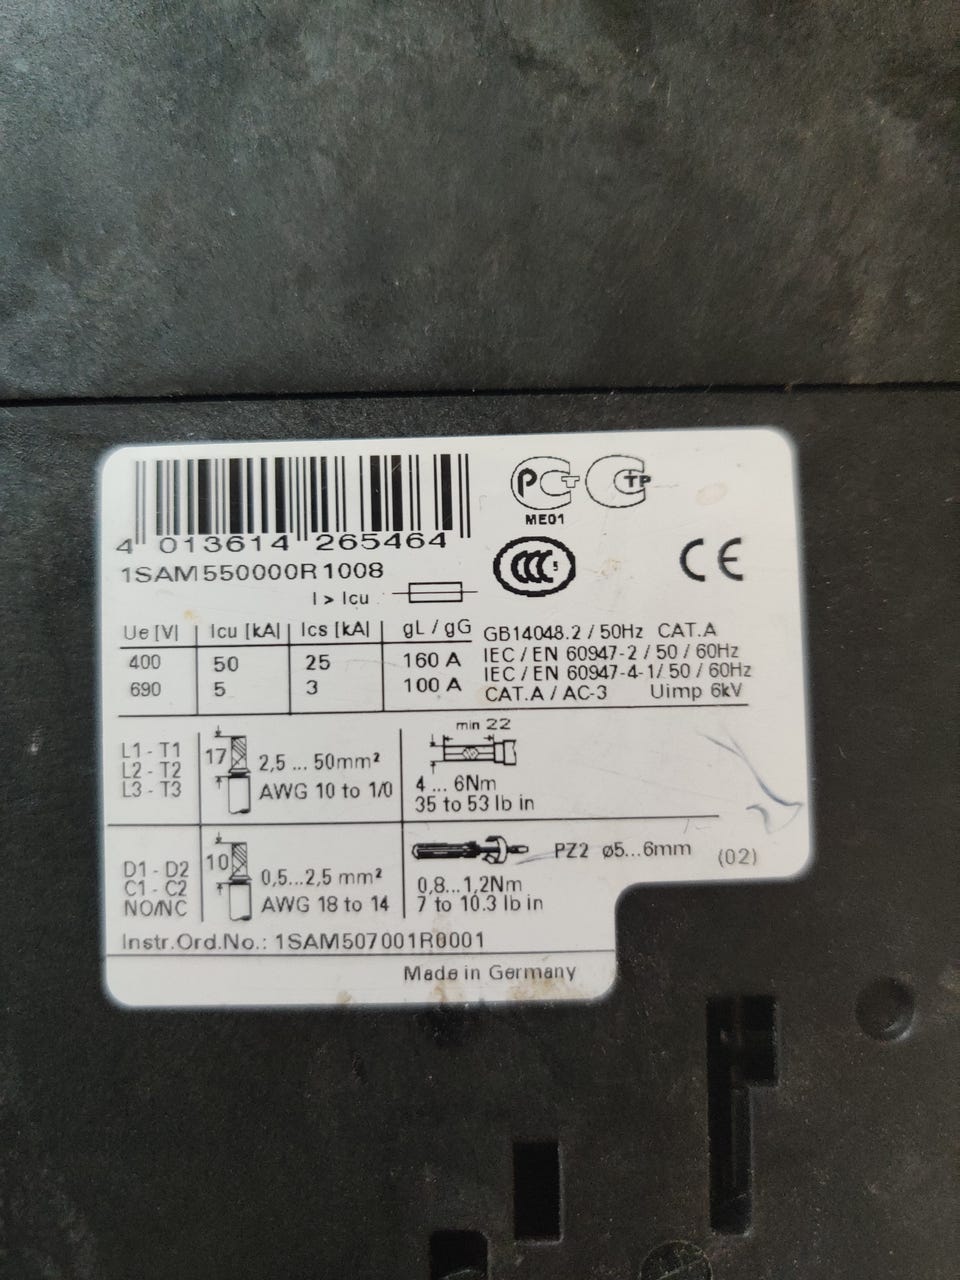 4 013614 265464
PCT
CTP
ME01
1SAM550000R1008
CCC S
CE
I > Icu
Ue [V] Icu [kA] Ics [kA] gL / gG
400 50 25 160 A
690 5 3 100 A
GB14048.2 / 50Hz CAT.A
IEC / EN 60947-2 / 50 / 60Hz
IEC / EN 60947-4-1/ 50 / 60Hz
CAT.A / AC-3 Uimp 6kV
L1 - T1
L2 - T2
L3 - T3
17
2,5 ... 50mm²
AWG 10 to 1/0
min 22
4 ... 6Nm
35 to 53 lb in
D1 - D2
C1 - C2
NO/NC
10
0,5...2,5 mm²
AWG 18 to 14
PZ2 ø5...6mm
0,8...1,2Nm
7 to 10.3 lb in
(02)
Instr.Ord.No.: 1SAM507001R0001
Made in Germany